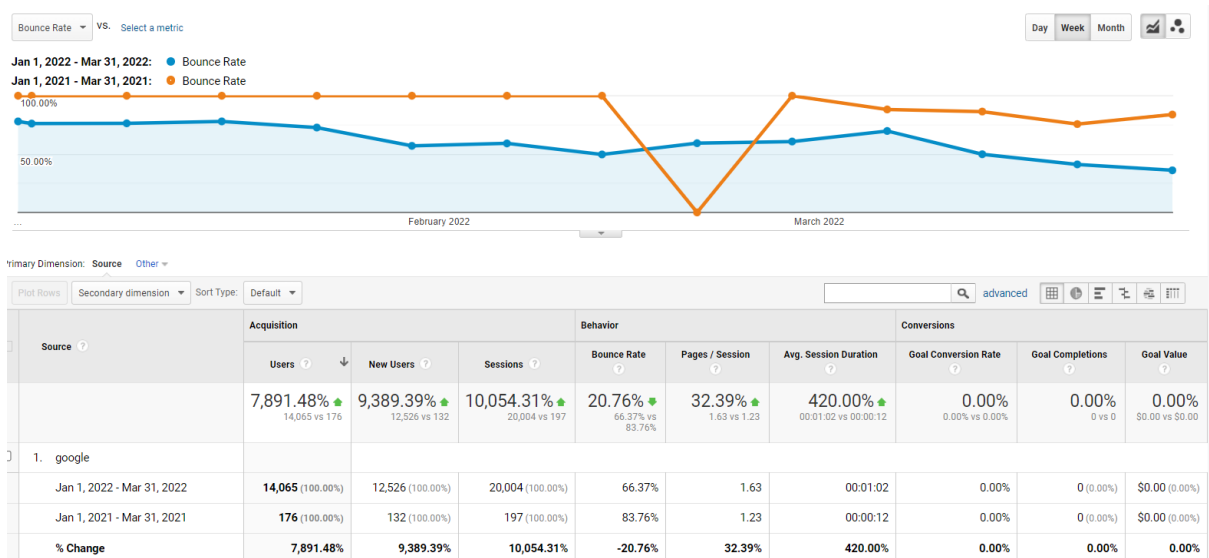 Bounce Rate VS. Select a metric Day Week Month
Jan 1, 2022 - Mar 31, 2022: Bounce Rate
Jan 1, 2021 - Mar 31, 2021: Bounce Rate
100.00%
50.00%
... February 2022 March 2022
Primary Dimension: Source Other
Plot Rows Secondary dimension Sort Type: Default advanced
Acquisition Behavior Conversions
Source ? Users ? New Users ? Sessions ? Bounce Rate ? Pages / Session ? Avg. Session Duration ? Goal Conversion Rate ? Goal Completions ? Goal Value ?
7,891.48% 9,389.39% 10,054.31% 20.76% 32.39% 420.00% 0.00% 0.00% 0.00%
14,065 vs 176 12,526 vs 132 20,004 vs 197 66.37% vs 83.76% 1.63 vs 1.23 00:01:02 vs 00:00:12 0.00% vs 0.00% 0 vs 0 $0.00 vs $0.00
1. google
Jan 1, 2022 - Mar 31, 2022 14,065 (100.00%) 12,526 (100.00%) 20,004 (100.00%) 66.37% 1.63 00:01:02 0.00% 0 (0.00%) $0.00 (0.00%)
Jan 1, 2021 - Mar 31, 2021 176 (100.00%) 132 (100.00%) 197 (100.00%) 83.76% 1.23 00:00:12 0.00% 0 (0.00%) $0.00 (0.00%)
% Change 7,891.48% 9,389.39% 10,054.31% -20.76% 32.39% 420.00% 0.00% 0.00% 0.00%